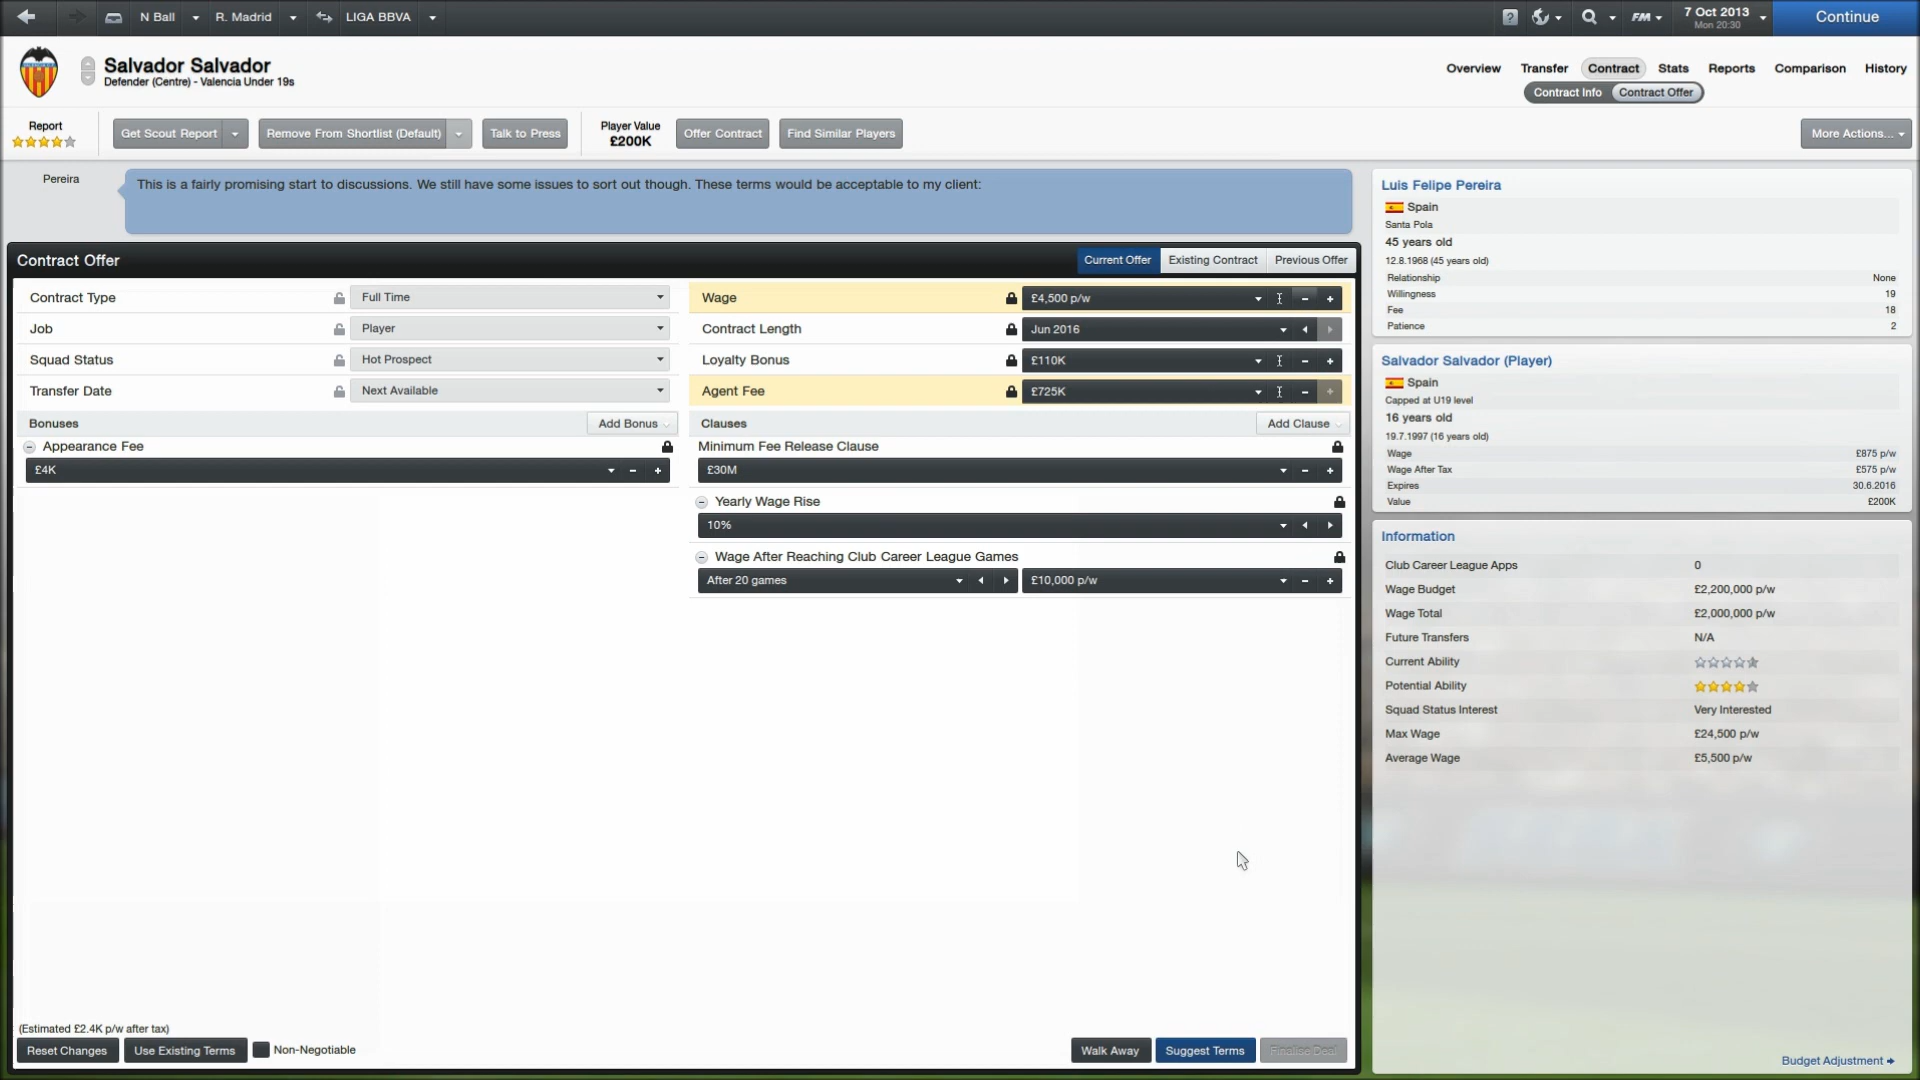 N Ball
R. Madrid
LIGA BBVA
?
FM
7 Oct 2013
Mon 20:30
Continue
Salvador Salvador
Defender (Centre) - Valencia Under 19s
Overview
Transfer
Contract
Stats
Reports
Comparison
History
Contract Info
Contract Offer
Report
Get Scout Report
Remove From Shortlist (Default)
Talk to Press
Player Value
£200K
Offer Contract
Find Similar Players
More Actions...
Pereira
This is a fairly promising start to discussions. We still have some issues to sort out though. These terms would be acceptable to my client:
Contract Offer
Current Offer
Existing Contract
Previous Offer
Contract Type
Full Time
Job
Player
Squad Status
Hot Prospect
Transfer Date
Next Available
Bonuses
Add Bonus
Appearance Fee
£4K
Wage
£4,500 p/w
Contract Length
Jun 2016
Loyalty Bonus
£110K
Agent Fee
£725K
Clauses
Add Clause
Minimum Fee Release Clause
£30M
Yearly Wage Rise
10%
Wage After Reaching Club Career League Games
After 20 games
£10,000 p/w
(Estimated £2.4K p/w after tax)
Reset Changes
Use Existing Terms
Non-Negotiable
Walk Away
Suggest Terms
Finalise Deal
Luis Felipe Pereira
Spain
Santa Pola
45 years old
12.8.1968 (45 years old)
Relationship None
Willingness 19
Fee 18
Patience 2
Salvador Salvador (Player)
Spain
Capped at U19 level
16 years old
19.7.1997 (16 years old)
Wage £875 p/w
Wage After Tax £575 p/w
Expires 30.6.2016
Value £200K
Information
Club Career League Apps 0
Wage Budget £2,200,000 p/w
Wage Total £2,000,000 p/w
Future Transfers N/A
Current Ability
Potential Ability
Squad Status Interest Very Interested
Max Wage £24,500 p/w
Average Wage £5,500 p/w
Budget Adjustment